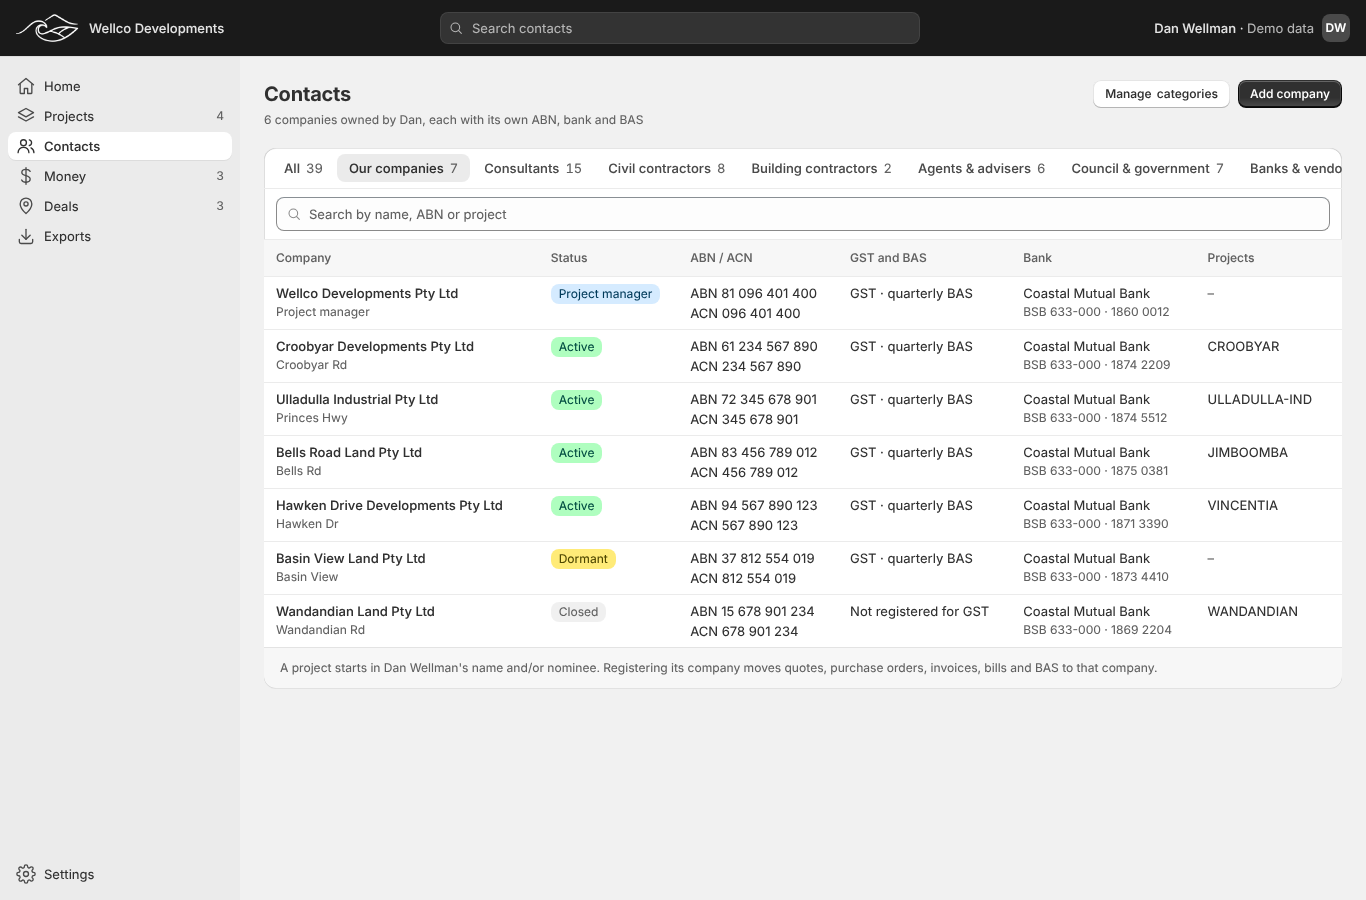 Wellco Developments
Search contacts
Dan Wellman · Demo data DW
Home
Projects 4
Contacts
Money 3
Deals 3
Exports
Settings
Contacts
Manage categories
Add company
6 companies owned by Dan, each with its own ABN, bank and BAS
All 39 Our companies 7 Consultants 15 Civil contractors 8 Building contractors 2 Agents & advisers 6 Council & government 7 Banks & vendo
Search by name, ABN or project
Company Status ABN / ACN GST and BAS Bank Projects
Wellco Developments Pty Ltd Project manager ABN 81 096 401 400 GST · quarterly BAS Coastal Mutual Bank –
Project manager ACN 096 401 400 BSB 633-000 · 1860 0012
Croobyar Developments Pty Ltd Active ABN 61 234 567 890 GST · quarterly BAS Coastal Mutual Bank CROOBYAR
Croobyar Rd ACN 234 567 890 BSB 633-000 · 1874 2209
Ulladulla Industrial Pty Ltd Active ABN 72 345 678 901 GST · quarterly BAS Coastal Mutual Bank ULLADULLA-IND
Princes Hwy ACN 345 678 901 BSB 633-000 · 1874 5512
Bells Road Land Pty Ltd Active ABN 83 456 789 012 GST · quarterly BAS Coastal Mutual Bank JIMBOOMBA
Bells Rd ACN 456 789 012 BSB 633-000 · 1875 0381
Hawken Drive Developments Pty Ltd Active ABN 94 567 890 123 GST · quarterly BAS Coastal Mutual Bank VINCENTIA
Hawken Dr ACN 567 890 123 BSB 633-000 · 1871 3390
Basin View Land Pty Ltd Dormant ABN 37 812 554 019 GST · quarterly BAS Coastal Mutual Bank –
Basin View ACN 812 554 019 BSB 633-000 · 1873 4410
Wandandian Land Pty Ltd Closed ABN 15 678 901 234 Not registered for GST Coastal Mutual Bank WANDANDIAN
Wandandian Rd ACN 678 901 234 BSB 633-000 · 1869 2204
A project starts in Dan Wellman's name and/or nominee. Registering its company moves quotes, purchase orders, invoices, bills and BAS to that company.